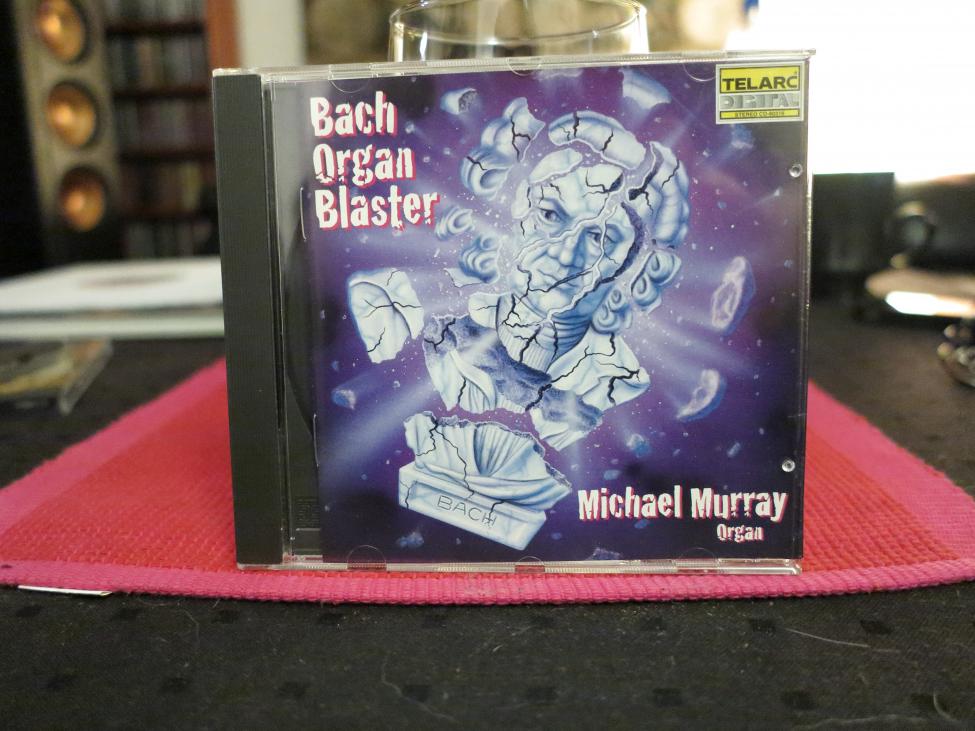 Bach
Organ
Blaster
TELARC
DIGITAL
BACH
Michael Murray
Organ